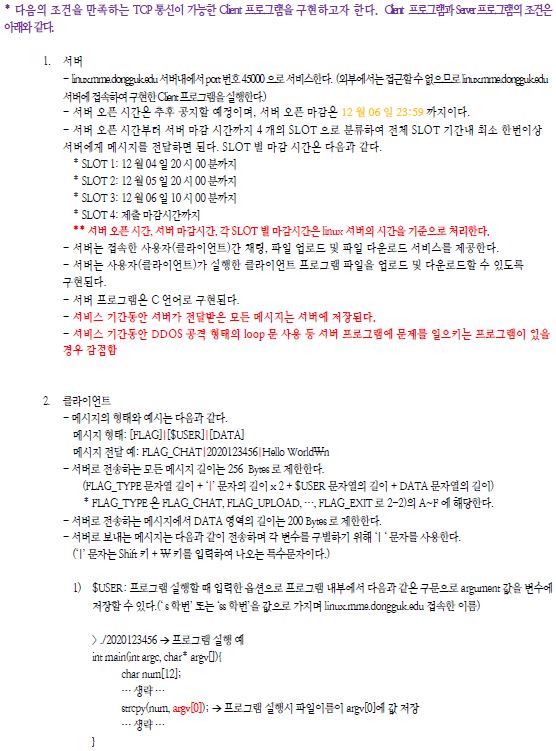 * 다음의 조건을 만족하는 TCP 통신이 가능한 Client 프로그램을 구현하고자 한다. Client 프로그램과 Server 프로그램의 조건은
아래와 같다.
1. 서버
- linux.mme.dongguk.edu 서버내에서 port 번호 45000 으로 서비스한다. (외부에서는 접근할 수 없으므로 linux.mme.dongguk.edu
서버에 접속하여 구현한 Client 프로그램을 실행한다.)
- 서버 오픈 시간은 추후 공지할 예정이며, 서버 오픈 마감은 12 월 06 일 23:59 까지이다.
- 서버 오픈 시간부터 서버 마감 시간까지 4 개의 SLOT 으로 분류하여 전체 SLOT 기간내 최소 한번이상
서버에게 메시지를 전달하면 된다. SLOT 별 마감 시간은 다음과 같다.
* SLOT 1: 12 월 04 일 20 시 00 분까지
* SLOT 2: 12 월 05 일 20 시 00 분까지
* SLOT 3: 12 월 06 일 10 시 00 분까지
* SLOT 4: 제출 마감시간까지
** 서버 오픈 시간, 서버 마감시간, 각 SLOT 별 마감시간은 linux 서버의 시간을 기준으로 처리한다.
- 서버는 접속한 사용자(클라이언트)간 채팅, 파일 업로드 및 파일 다운로드 서비스를 제공한다.
- 서버는 사용자(클라이언트)가 실행한 클라이언트 프로그램 파일을 업로드 및 다운로드할 수 있도록
구현된다.
- 서버 프로그램은 C 언어로 구현된다.
- 서비스 기간동안 서버가 전달받은 모든 메시지는 서버에 저장된다.
- 서비스 기간동안 DDOS 공격 형태의 loop 문 사용 등 서버 프로그램에 문제를 일으키는 프로그램이 있을
경우 감점함
2. 클라이언트
- 메시지의 형태와 예시는 다음과 같다.
메시지 형태: [FLAG]|[$USER]|[DATA]
메시지 전달 예: FLAG_CHAT|2020123456|Hello World₩n
- 서버로 전송하는 모든 메시지 길이는 256 Bytes 로 제한한다.
(FLAG_TYPE 문자열 길이 + '|' 문자의 길이 x 2 + $USER 문자열의 길이 + DATA 문자열의 길이)
* FLAG_TYPE 은 FLAG_CHAT, FLAG_UPLOAD, …, FLAG_EXIT 로 2-2)의 A~F 에 해당한다.
- 서버로 전송하는 메시지에서 DATA 영역의 길이는 200 Bytes 로 제한한다.
- 서버로 보내는 메시지는 다음과 같이 전송하며 각 변수를 구별하기 위해 '|' 문자를 사용한다.
('|' 문자는 Shift 키 + ₩ 키를 입력하여 나오는 특수문자이다.)
1) $USER: 프로그램 실행할 때 입력한 옵션으로 프로그램 내부에서 다음과 같은 구문으로 argument 값을 변수에
저장할 수 있다.(' s 학번' 또는 'ss 학번'을 값으로 가지며 linux.mme.dongguk.edu 접속한 이름)
> ./2020123456 → 프로그램 실행 예
int main(int argc, char* argv[]){
char num[12];
… 생략 …
strcpy(num, argv[0]); → 프로그램 실행시 파일이름이 argv[0]에 값 저장
… 생략 …
}